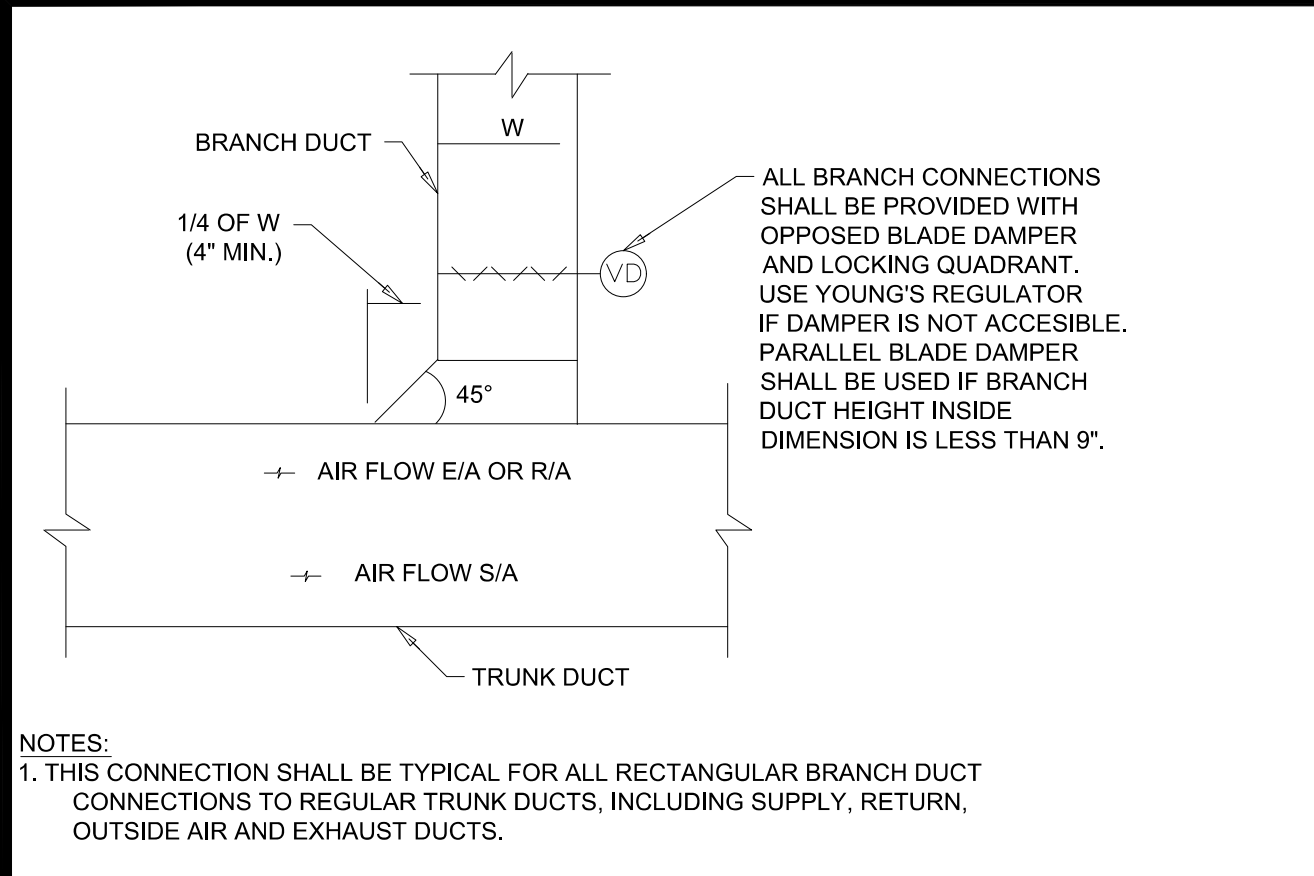 W
BRANCH DUCT
1/4 OF W
(4" MIN.)
VD
ALL BRANCH CONNECTIONS
SHALL BE PROVIDED WITH
OPPOSED BLADE DAMPER
AND LOCKING QUADRANT.
USE YOUNG'S REGULATOR
IF DAMPER IS NOT ACCESIBLE.
PARALLEL BLADE DAMPER
SHALL BE USED IF BRANCH
DUCT HEIGHT INSIDE
DIMENSION IS LESS THAN 9".
45°
AIR FLOW E/A OR R/A
AIR FLOW S/A
TRUNK DUCT
NOTES:
1. THIS CONNECTION SHALL BE TYPICAL FOR ALL RECTANGULAR BRANCH DUCT
CONNECTIONS TO REGULAR TRUNK DUCTS, INCLUDING SUPPLY, RETURN,
OUTSIDE AIR AND EXHAUST DUCTS.